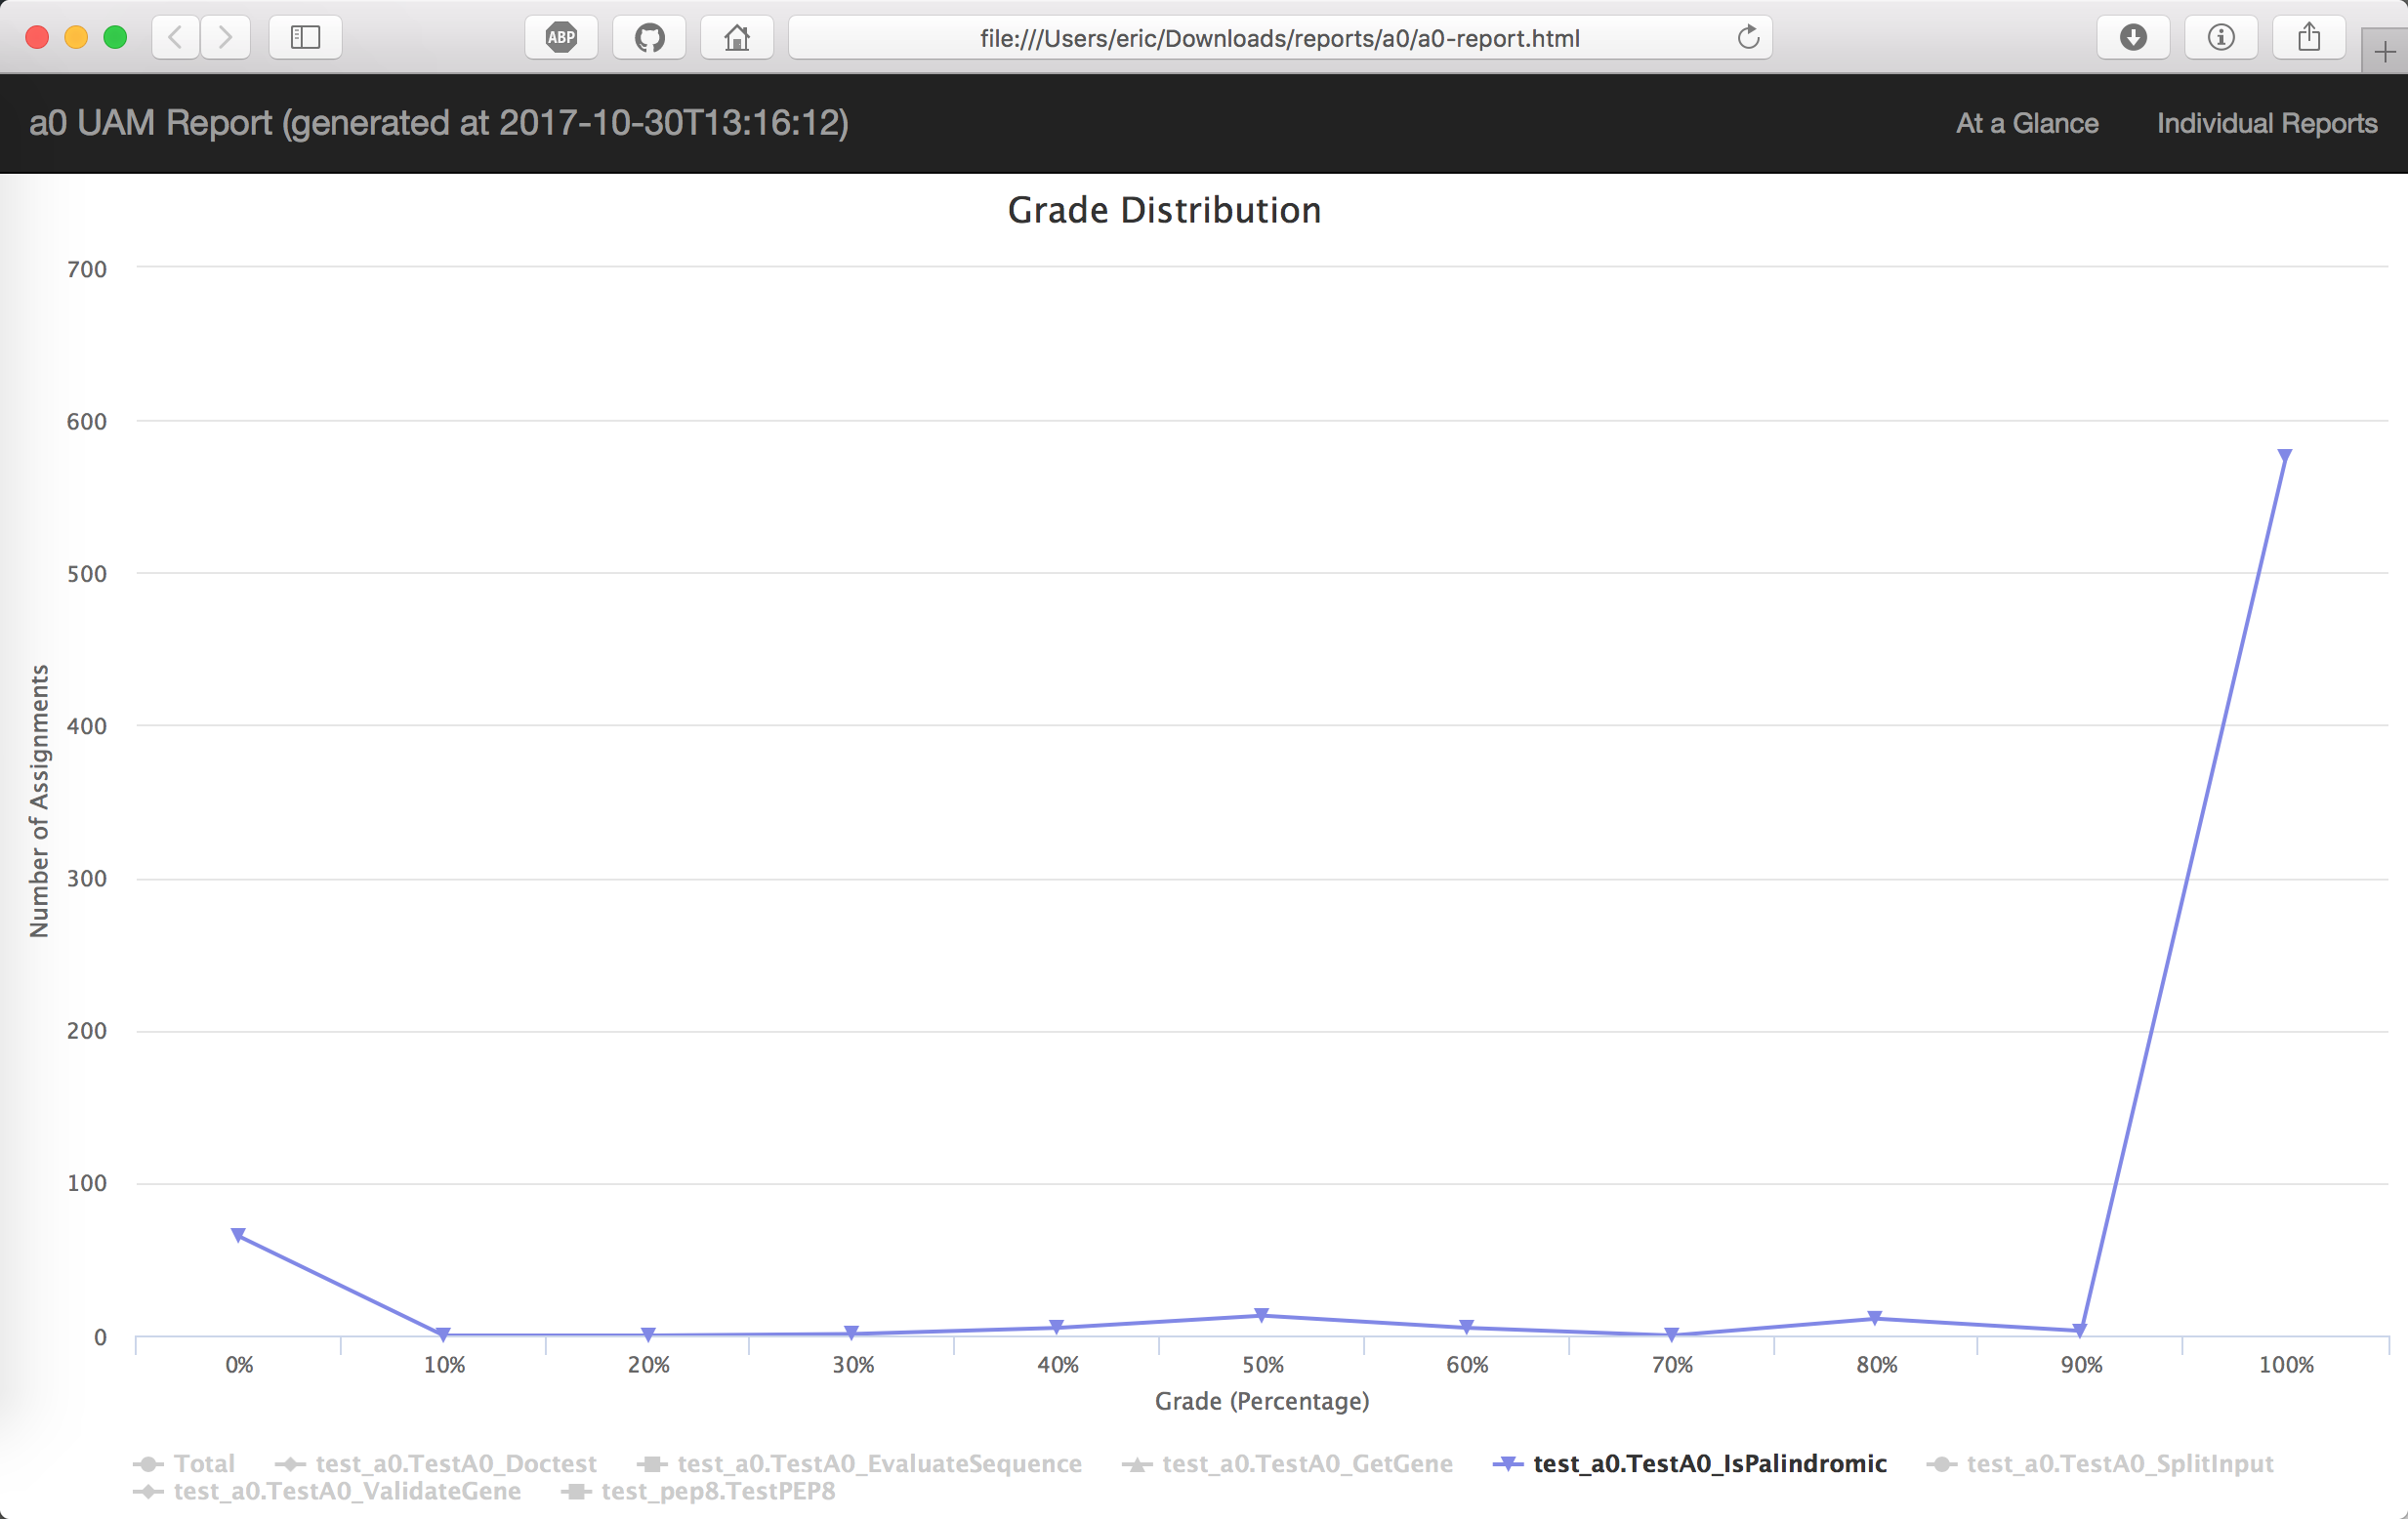 ABP
file:///Users/eric/Downloads/reports/a0/a0-report.html
a0 UAM Report (generated at 2017-10-30T13:16:12)
At a Glance
Individual Reports
Grade Distribution
Number of Assignments
700
600
500
400
300
200
100
0
0% 10% 20% 30% 40% 50% 60% 70% 80% 90% 100%
Grade (Percentage)
Total test_a0.TestA0_Doctest test_a0.TestA0_EvaluateSequence test_a0.TestA0_GetGene test_a0.TestA0_IsPalindromic test_a0.TestA0_SplitInput
test_a0.TestA0_ValidateGene test_pep8.TestPEP8